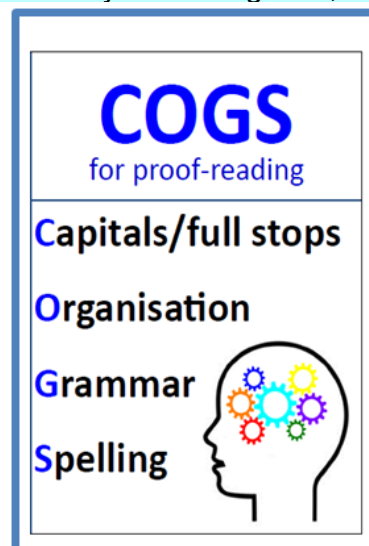 COGS
for proof-reading
Capitals/full stops
Organisation
Grammar
Spelling